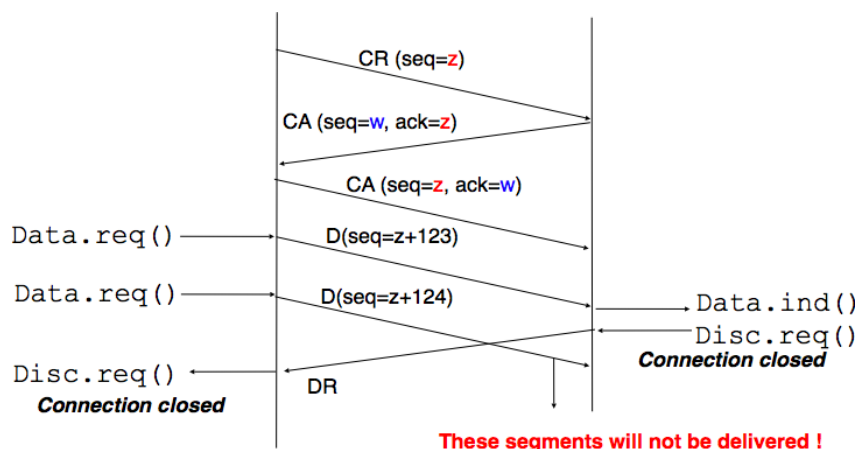 CR (seq=z)
CA (seq=w, ack=z)
CA (seq=z, ack=w)
Data.req()
D(seq=z+123)
Data.req()
D(seq=z+124)
Data.ind()
Disc.req()
Connection closed
Disc.req()
DR
Connection closed
These segments will not be delivered !